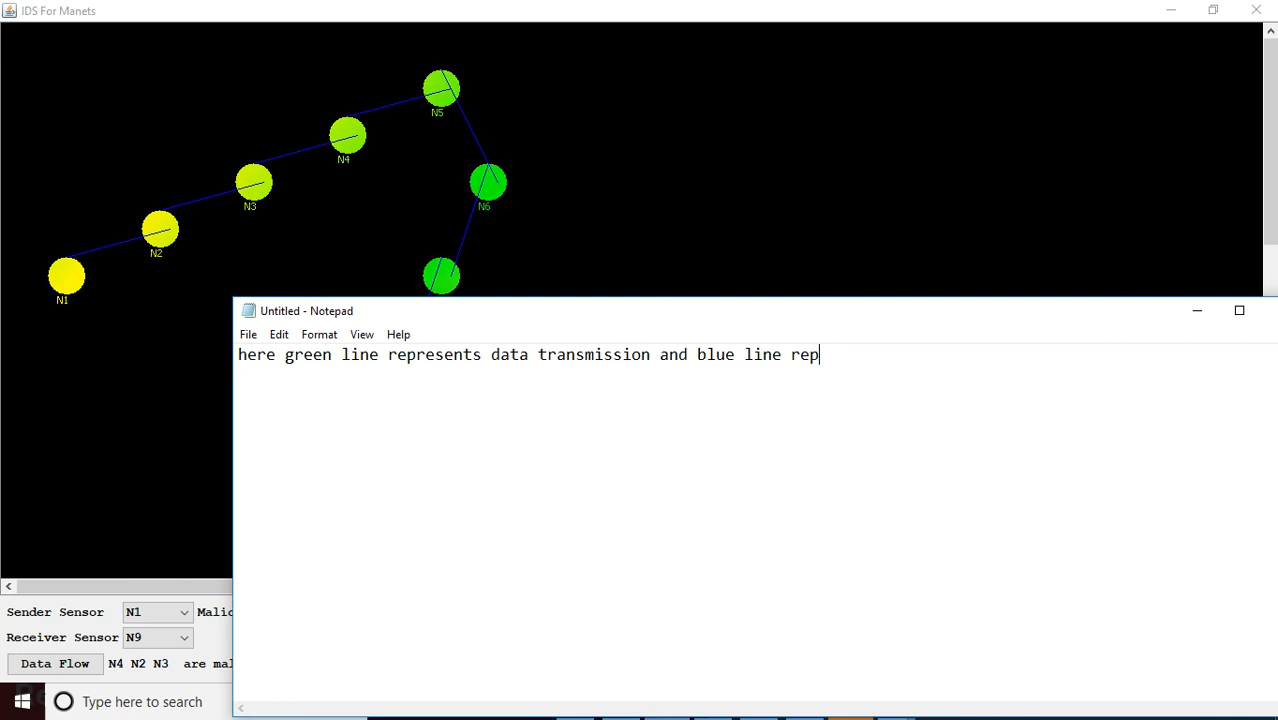 IDS For Manets
N5
N4
N3
N6
N2
N1
Untitled - Notepad
File Edit Format View Help
here green line represents data transmission and blue line rep
Sender Sensor N1 Malic
Receiver Sensor N9
Data Flow N4 N2 N3 are mal
Type here to search